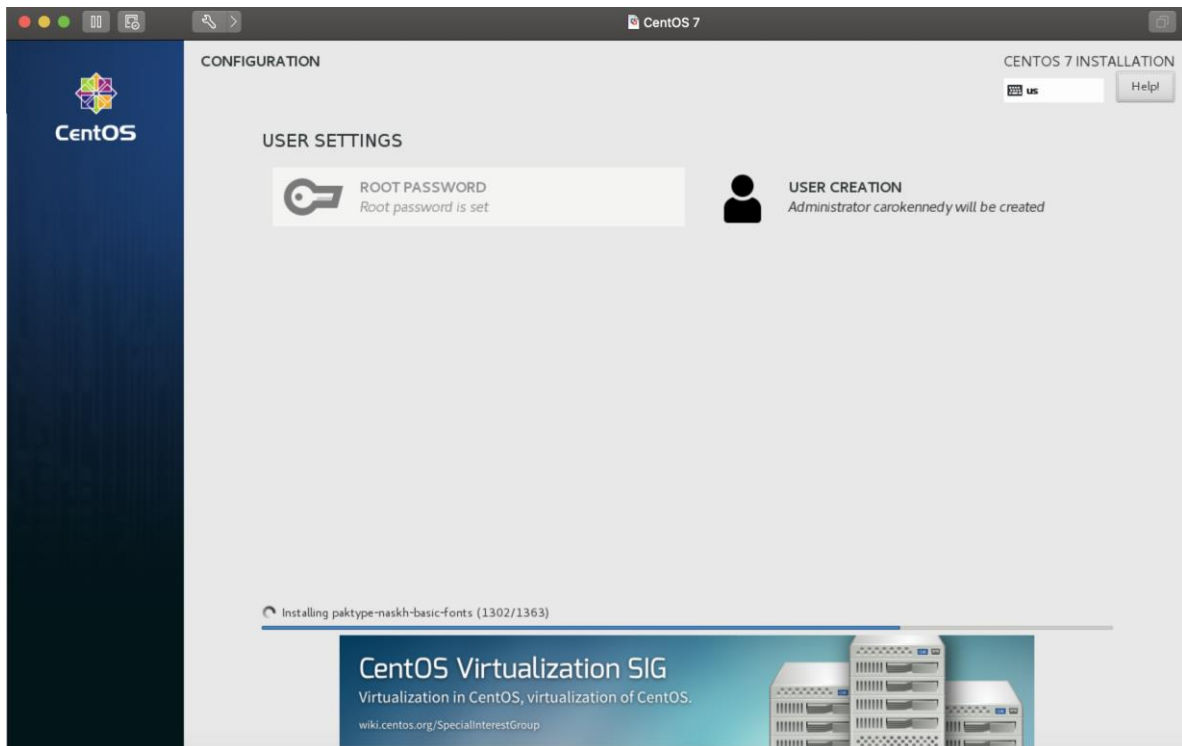 CentOS 7
CONFIGURATION
CENTOS 7 INSTALLATION
us
Help!
CentOS
USER SETTINGS
ROOT PASSWORD
Root password is set
USER CREATION
Administrator carokennedy will be created
Installing paktype-naskh-basic-fonts (1302/1363)
CentOS Virtualization SIG
Virtualization in CentOS, virtualization of CentOS.
wiki.centos.org/SpecialInterestGroup